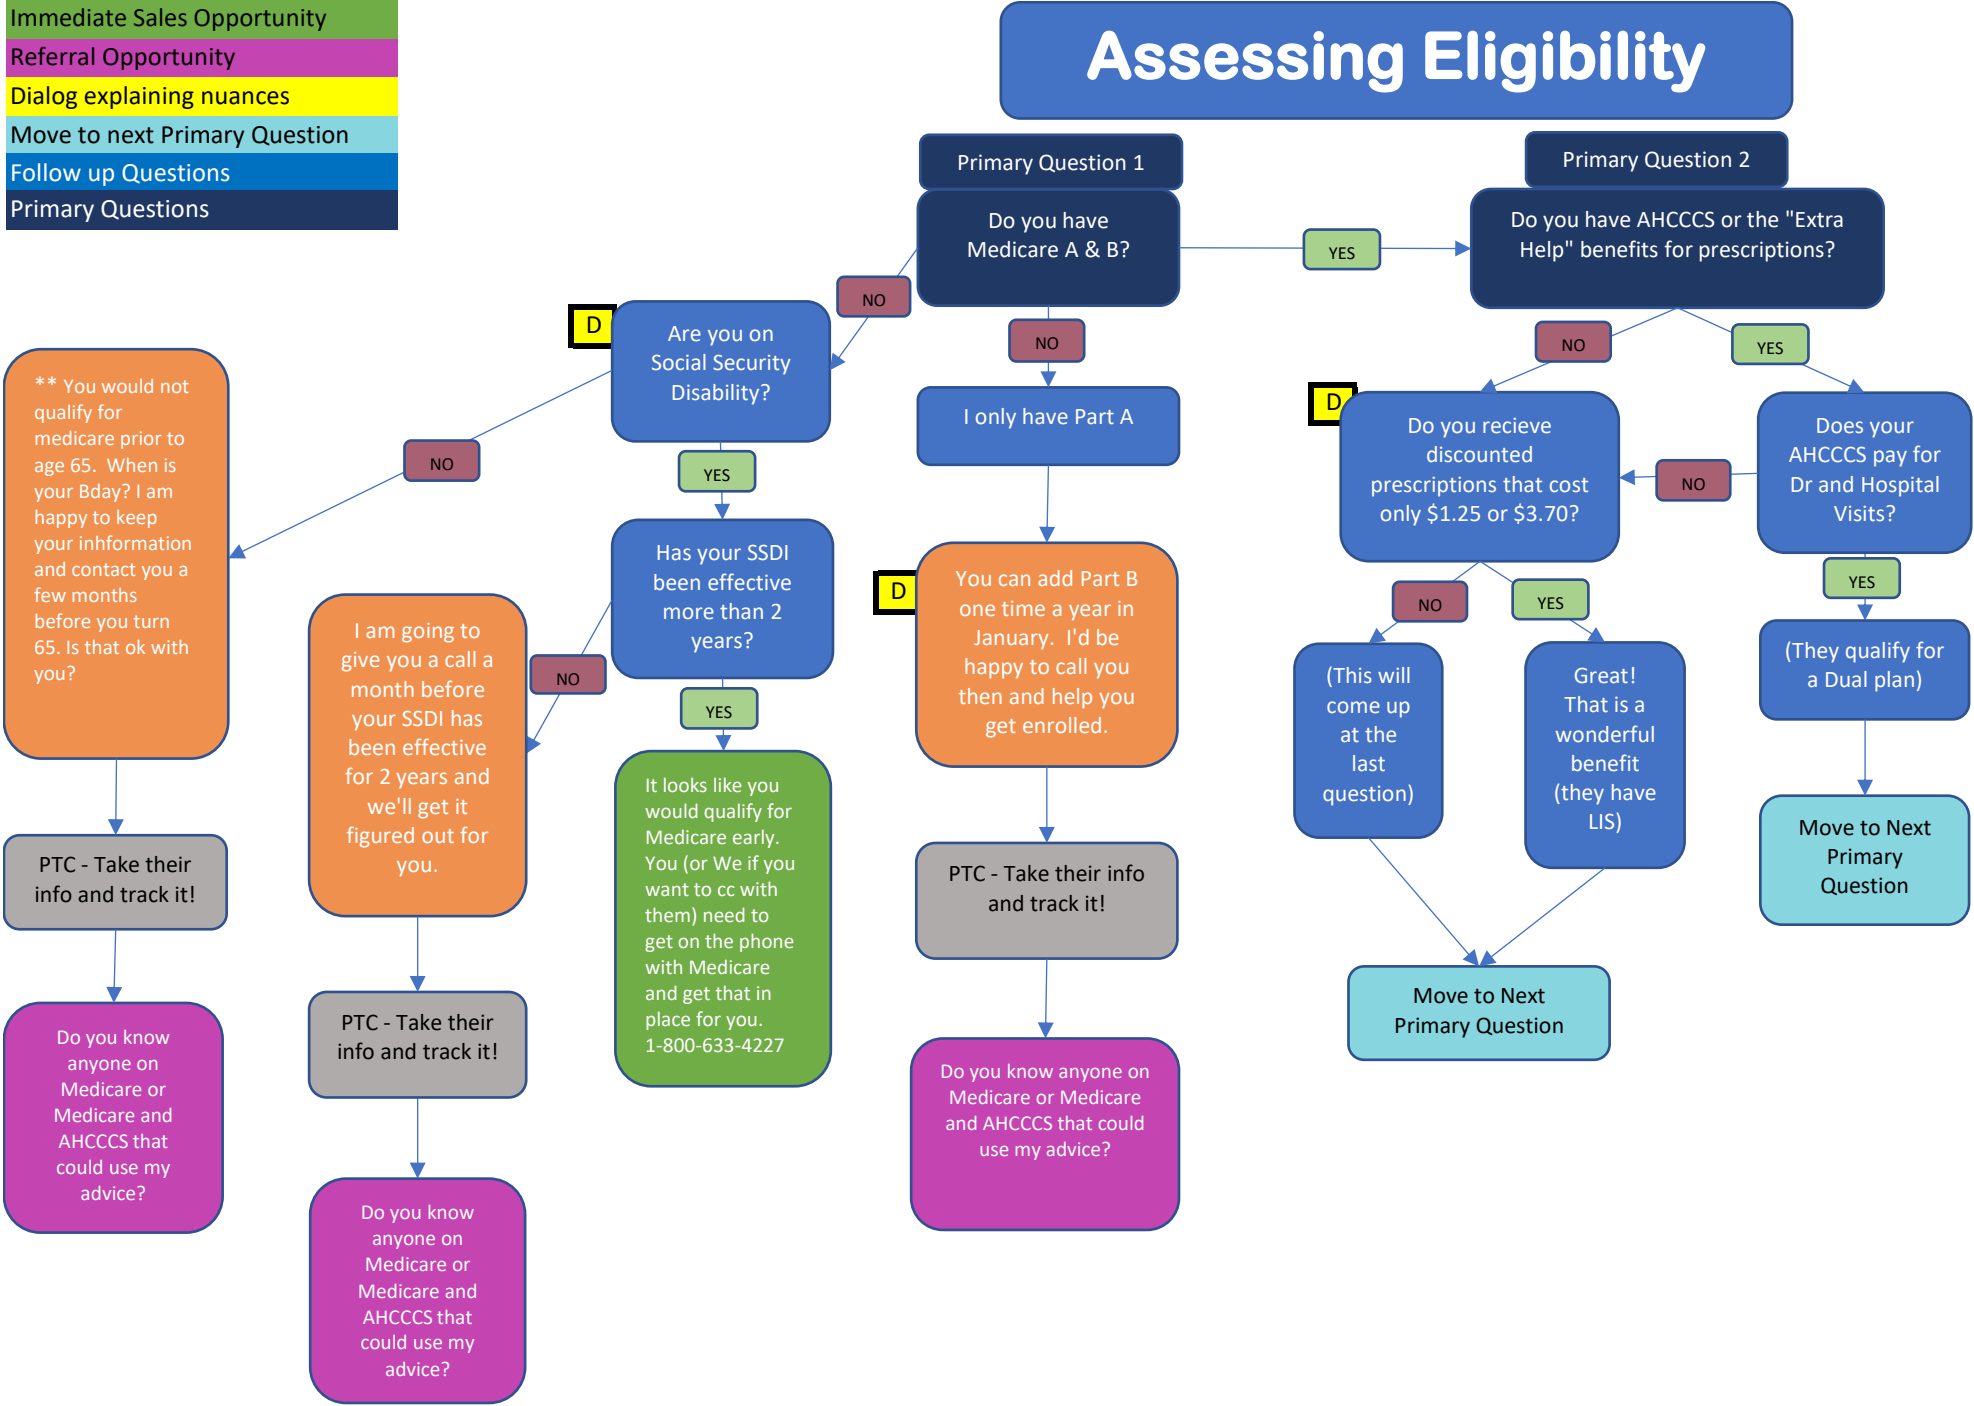 Immediate Sales Opportunity
Referral Opportunity
Dialog explaining nuances
Move to next Primary Question
Follow up Questions
Primary Questions
Assessing Eligibility
Primary Question 1
Do you have
Medicare A & B?
YES
Primary Question 2
Do you have AHCCCS or the "Extra
Help" benefits for prescriptions?
NO
NO
NO
YES
D
Are you on
Social Security
Disability?
NO
YES
I only have Part A
D
Do you recieve
discounted
prescriptions that cost
only $1.25 or $3.70?
NO
Does your
AHCCCS pay for
Dr and Hospital
Visits?
** You would not
qualify for
medicare prior to
age 65. When is
your Bday? I am
happy to keep
your inhformation
and contact you a
few months
before you turn
65. Is that ok with
you?
Has your SSDI
been effective
more than 2
years?
NO
YES
D
You can add Part B
one time a year in
January. I'd be
happy to call you
then and help you
get enrolled.
NO
YES
YES
I am going to
give you a call a
month before
your SSDI has
been effective
for 2 years and
we'll get it
figured out for
you.
It looks like you
would qualify for
Medicare early.
You (or We if you
want to cc with
them) need to
get on the phone
with Medicare
and get that in
place for you.
1-800-633-4227
(This will
come up
at the
last
question)
Great!
That is a
wonderful
benefit
(they have
LIS)
(They qualify for
a Dual plan)
PTC - Take their
info and track it!
PTC - Take their info
and track it!
Move to Next
Primary
Question
PTC - Take their
info and track it!
Move to Next
Primary Question
Do you know
anyone on
Medicare or
Medicare and
AHCCCS that
could use my
advice?
Do you know anyone on
Medicare or Medicare
and AHCCCS that could
use my advice?
Do you know
anyone on
Medicare or
Medicare and
AHCCCS that
could use my
advice?